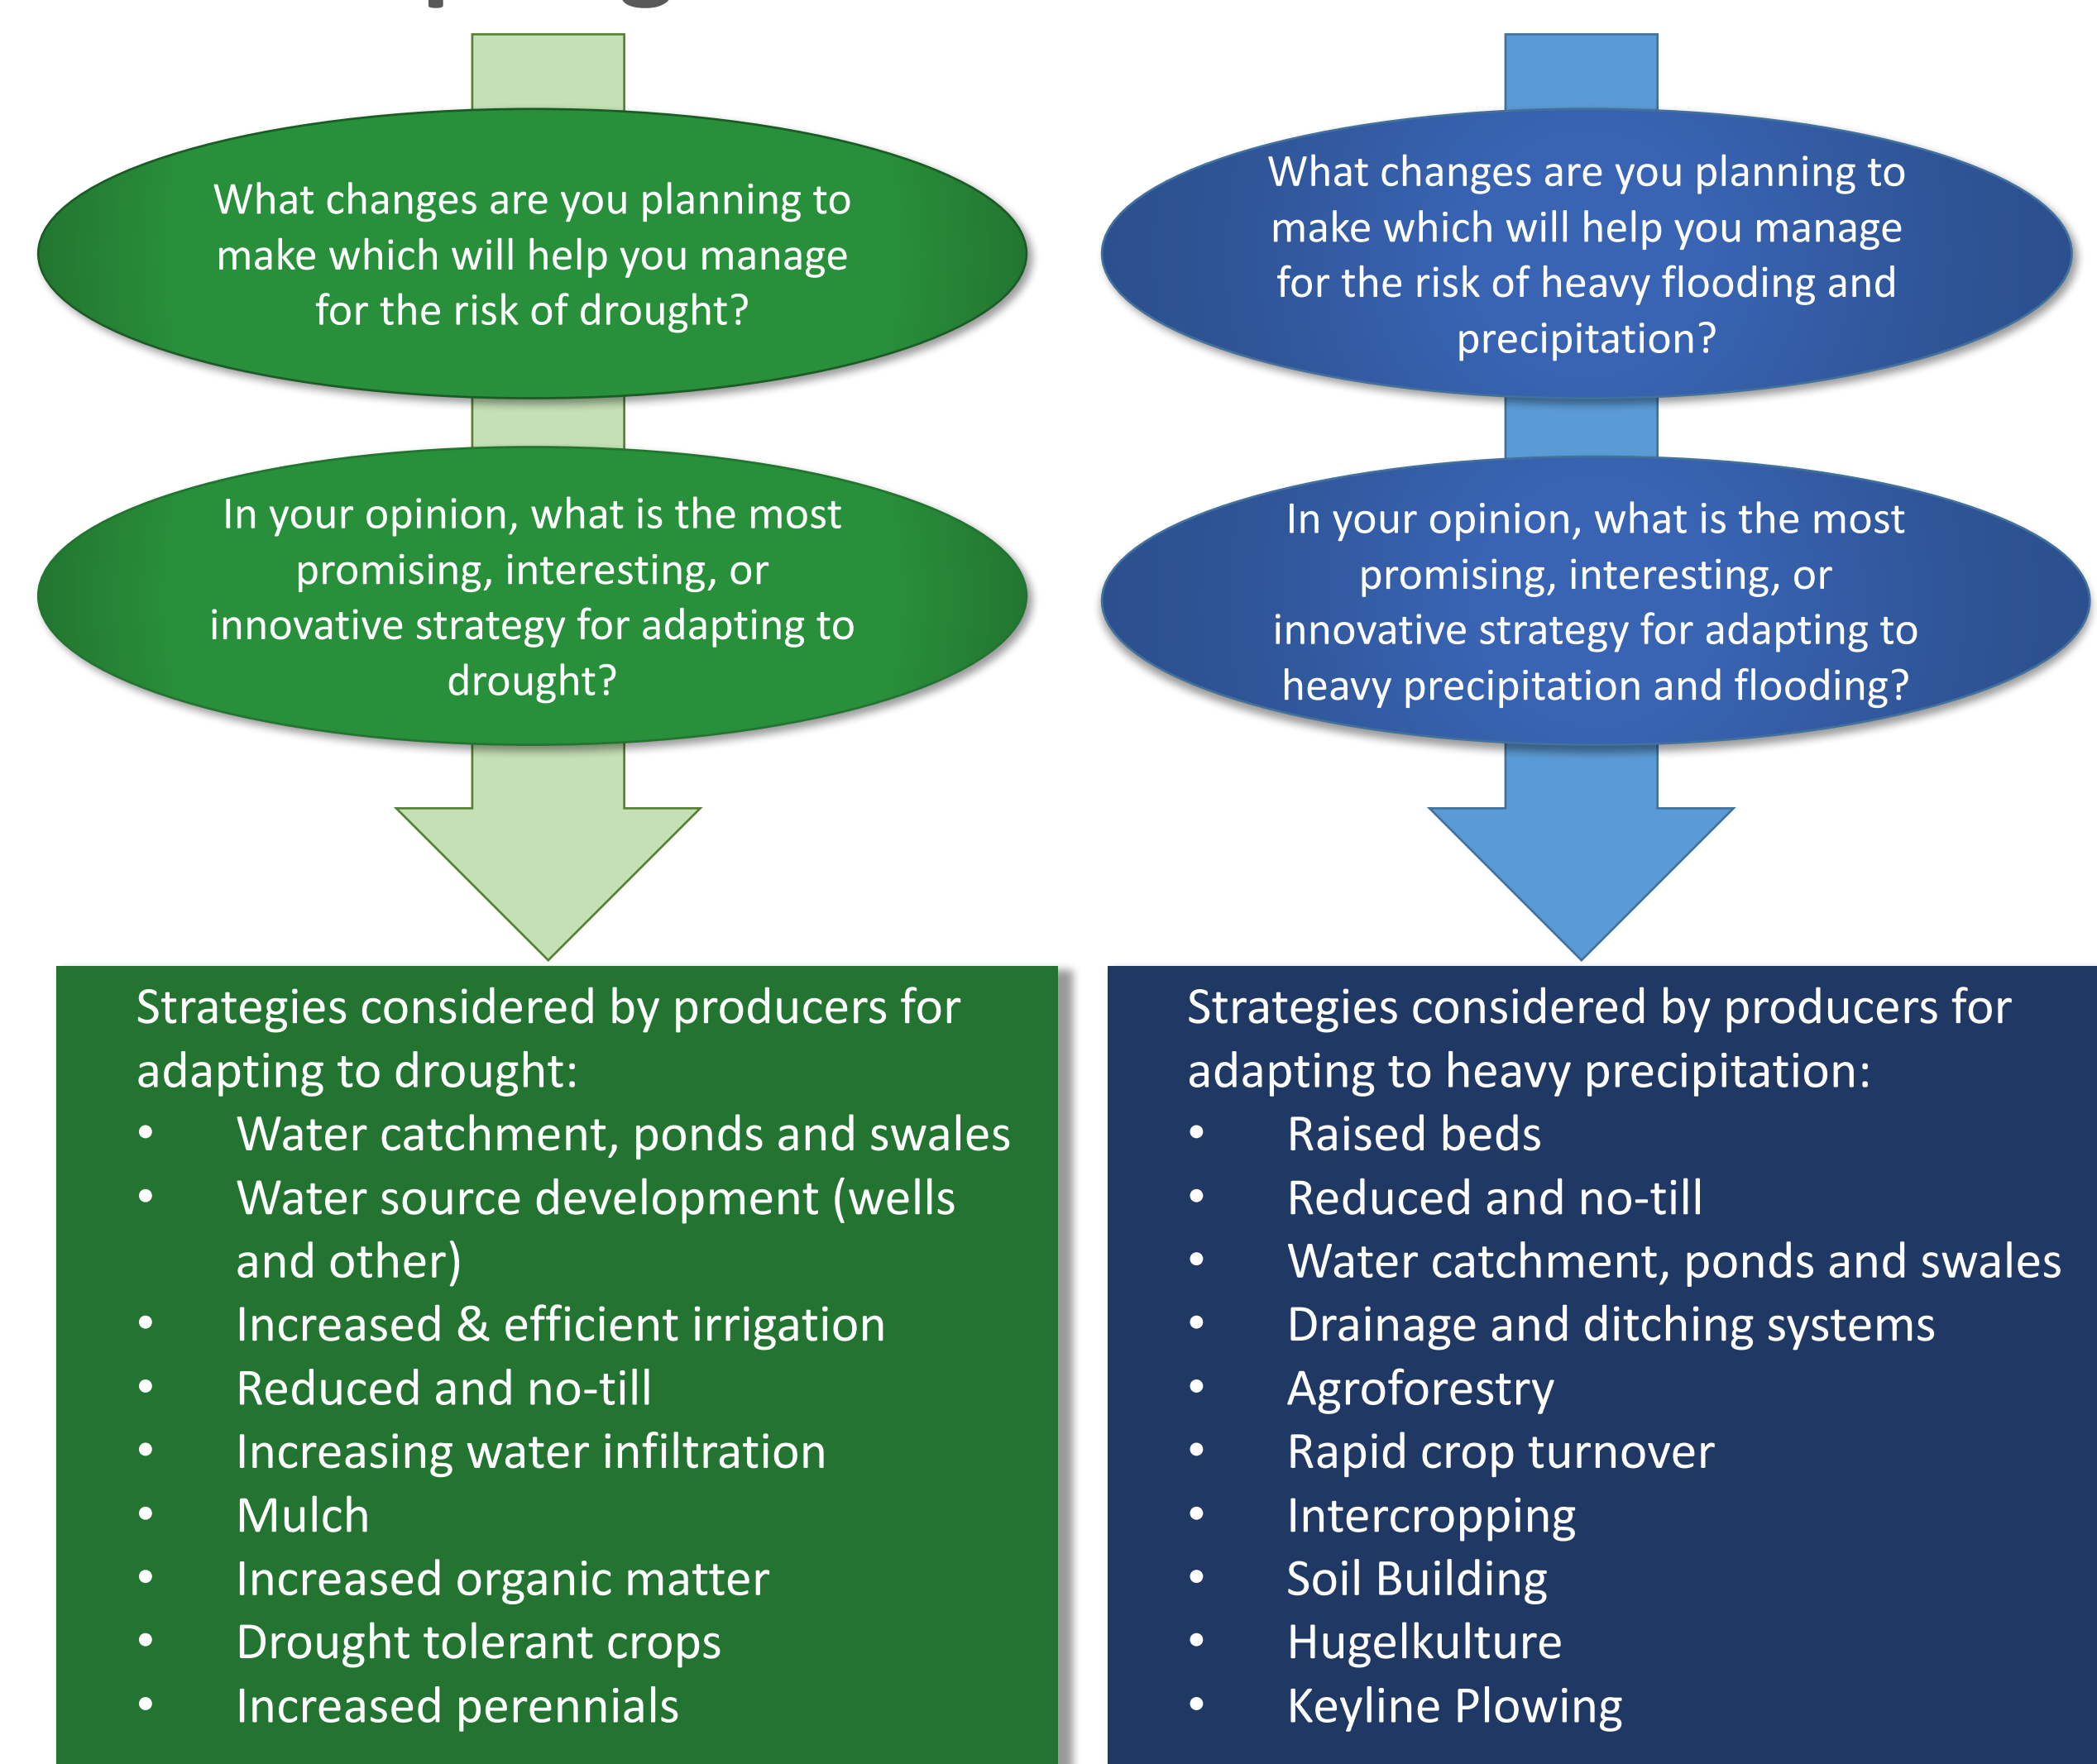 What changes are you planning to
make which will help you manage
for the risk of drought?
In your opinion, what is the most
promising, interesting, or
innovative strategy for adapting to
drought?
Strategies considered by producers for
adapting to drought:
• Water catchment, ponds and swales
• Water source development (wells
and other)
• Increased & efficient irrigation
• Reduced and no-till
• Increasing water infiltration
• Mulch
• Increased organic matter
• Drought tolerant crops
• Increased perennials
What changes are you planning to
make which will help you manage
for the risk of heavy flooding and
precipitation?
In your opinion, what is the most
promising, interesting, or
innovative strategy for adapting to
heavy precipitation and flooding?
Strategies considered by producers for
adapting to heavy precipitation:
• Raised beds
• Reduced and no-till
• Water catchment, ponds and swales
• Drainage and ditching systems
• Agroforestry
• Rapid crop turnover
• Intercropping
• Soil Building
• Hugelkulture
• Keyline Plowing